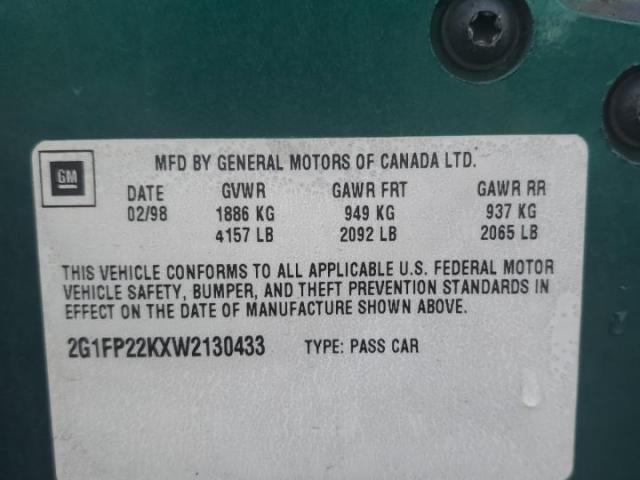 GM
MFD BY GENERAL MOTORS OF CANADA LTD.
DATE GVWR GAWR FRT GAWR RR
02/98 1886 KG 949 KG 937 KG
4157 LB 2092 LB 2065 LB
THIS VEHICLE CONFORMS TO ALL APPLICABLE U.S. FEDERAL MOTOR
VEHICLE SAFETY, BUMPER, AND THEFT PREVENTION STANDARDS IN
EFFECT ON THE DATE OF MANUFACTURE SHOWN ABOVE.
2G1FP22KXW2130433 TYPE: PASS CAR